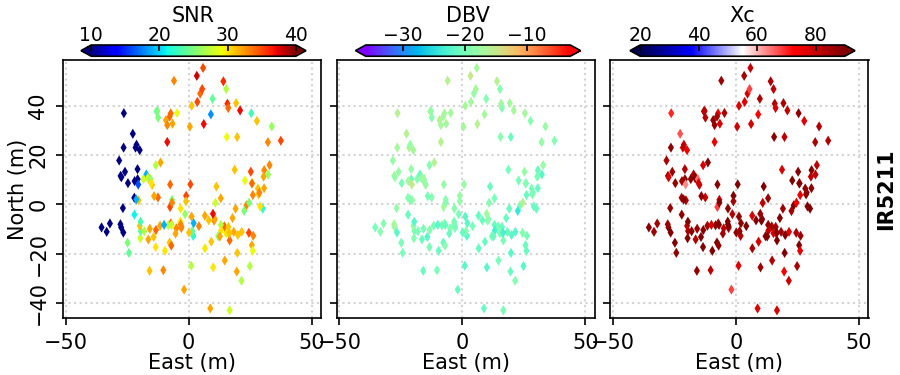 SNR DBV Xc
10 20 30 40 −30 −20 −10 20 40 60 80
40
20
0
−20
−40
North (m)
−50 0 50 −50 0 50 −50 0 50
East (m) East (m) East (m)
IR5211